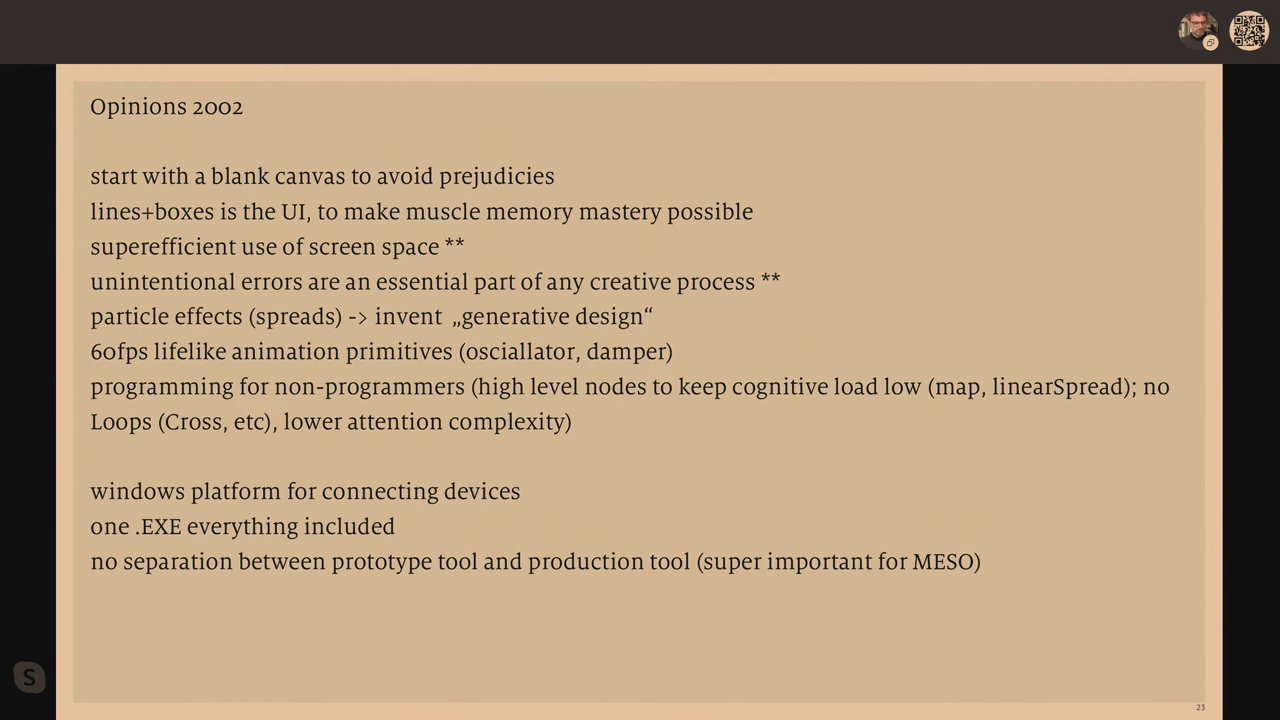 Opinions 2002
start with a blank canvas to avoid prejudicies
lines+boxes is the UI, to make muscle memory mastery possible
superefficient use of screen space **
unintentional errors are an essential part of any creative process **
particle effects (spreads) -> invent „generative design“
60fps lifelike animation primitives (osciallator, damper)
programming for non-programmers (high level nodes to keep cognitive load low (map, linearSpread); no
Loops (Cross, etc), lower attention complexity)
windows platform for connecting devices
one .EXE everything included
no separation between prototype tool and production tool (super important for MESO)
S
23